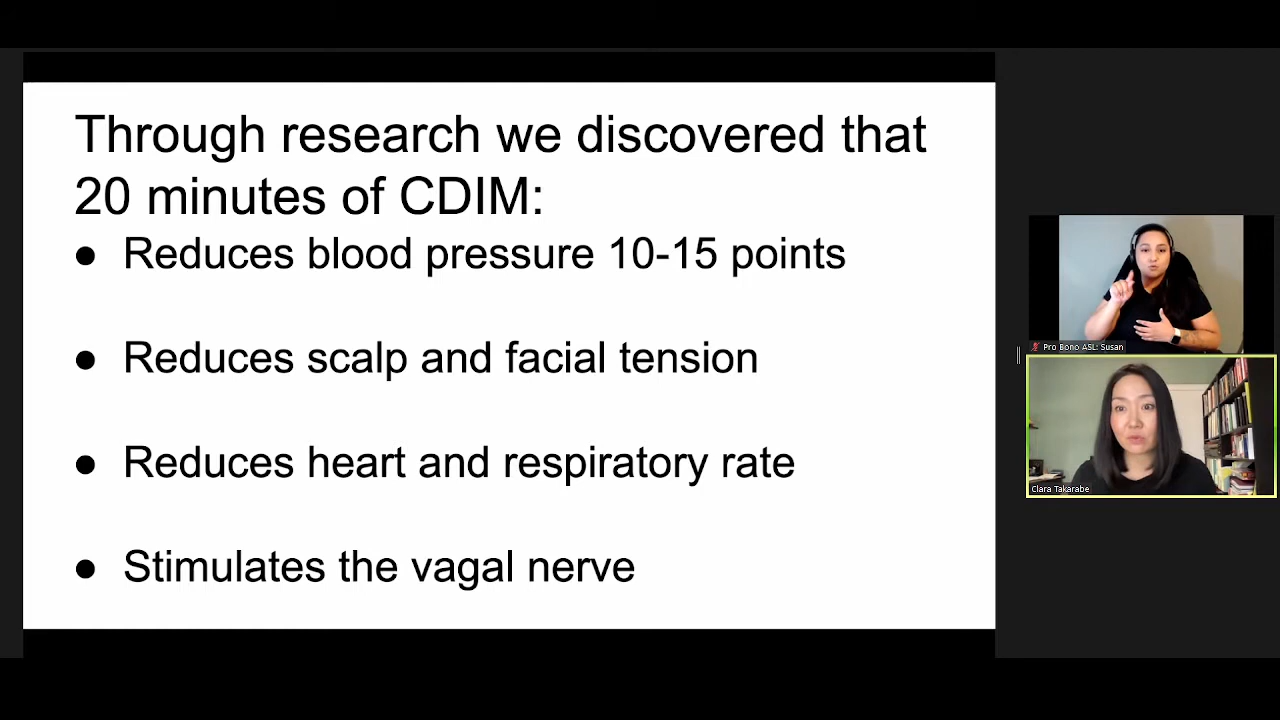 Through research we discovered that
20 minutes of CDIM:
● Reduces blood pressure 10-15 points
● Reduces scalp and facial tension
● Reduces heart and respiratory rate
● Stimulates the vagal nerve
Pro Bono ASL: Susan
Clara Takarabe